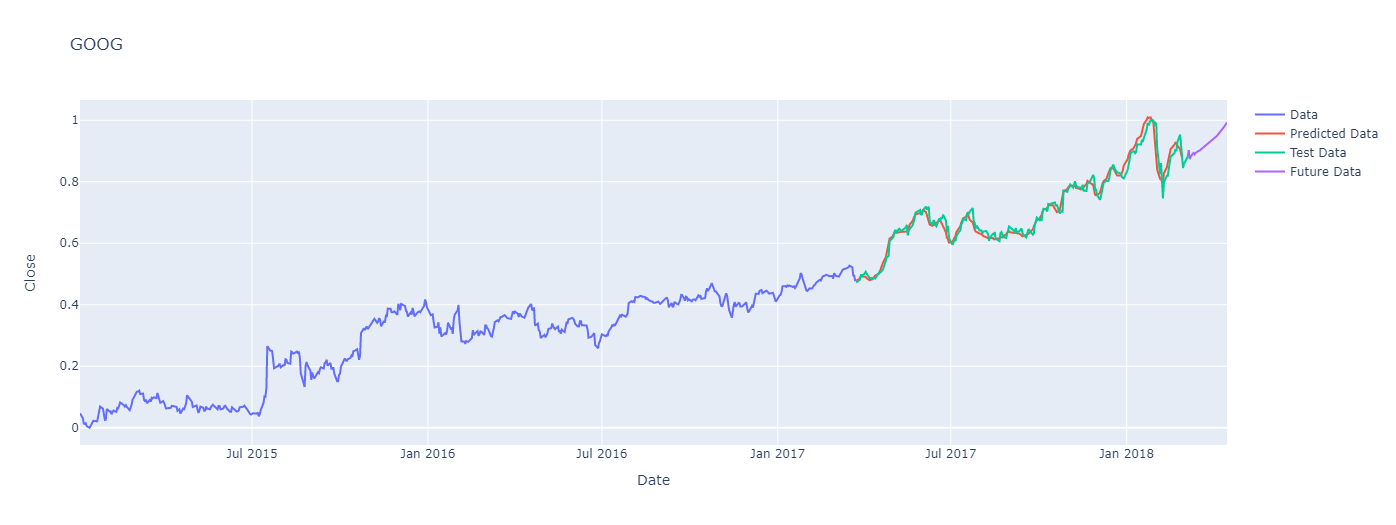 GOOG
Data
Predicted Data
Test Data
Future Data
1
0.8
0.6
0.4
0.2
0
Close
Jul 2015
Jan 2016
Jul 2016
Jan 2017
Jul 2017
Jan 2018
Date